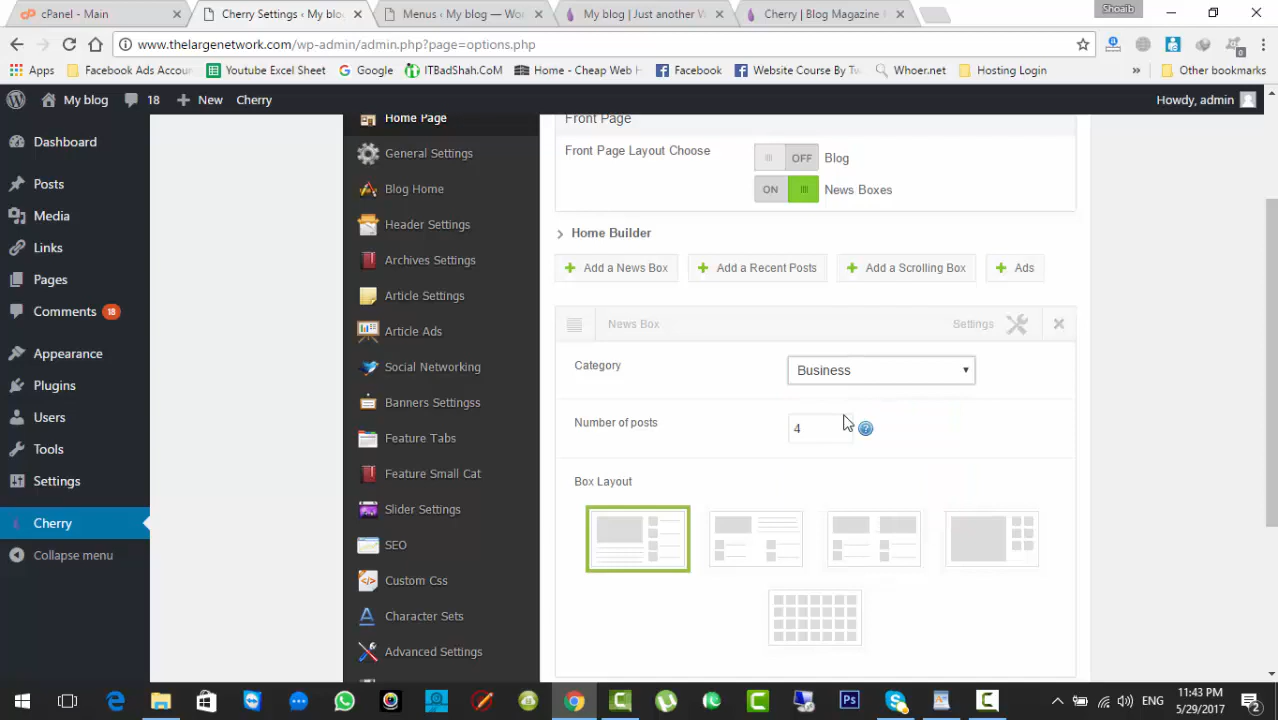 cPanel - Main
Cherry Settings ‹ My blo
Menus ‹ My blog — Wor
My blog | Just another W
Cherry | Blog Magazine
Shoaib
www.thelargenetwork.com/wp-admin/admin.php?page=options.php
Apps
Facebook Ads Accou
Youtube Excel Sheet
Google
ITBadShah.CoM
Home - Cheap Web H
Facebook
Website Course By Tw
Whoer.net
Hosting Login
»
Other bookmarks
My blog
18
New
Cherry
Howdy, admin
Dashboard
Posts
Media
Links
Pages
Comments 18
Appearance
Plugins
Users
Tools
Settings
Cherry
Collapse menu
Home Page
General Settings
Blog Home
Header Settings
Archives Settings
Article Settings
Article Ads
Social Networking
Banners Settingss
Feature Tabs
Feature Small Cat
Slider Settings
SEO
Custom Css
Character Sets
Advanced Settings
Front Page
Front Page Layout Choose
OFF Blog
ON News Boxes
Home Builder
Add a News Box
Add a Recent Posts
Add a Scrolling Box
Ads
News Box
Settings
Category
Business
Number of posts
4
?
Box Layout
ENG
11:43 PM
5/29/2017
2